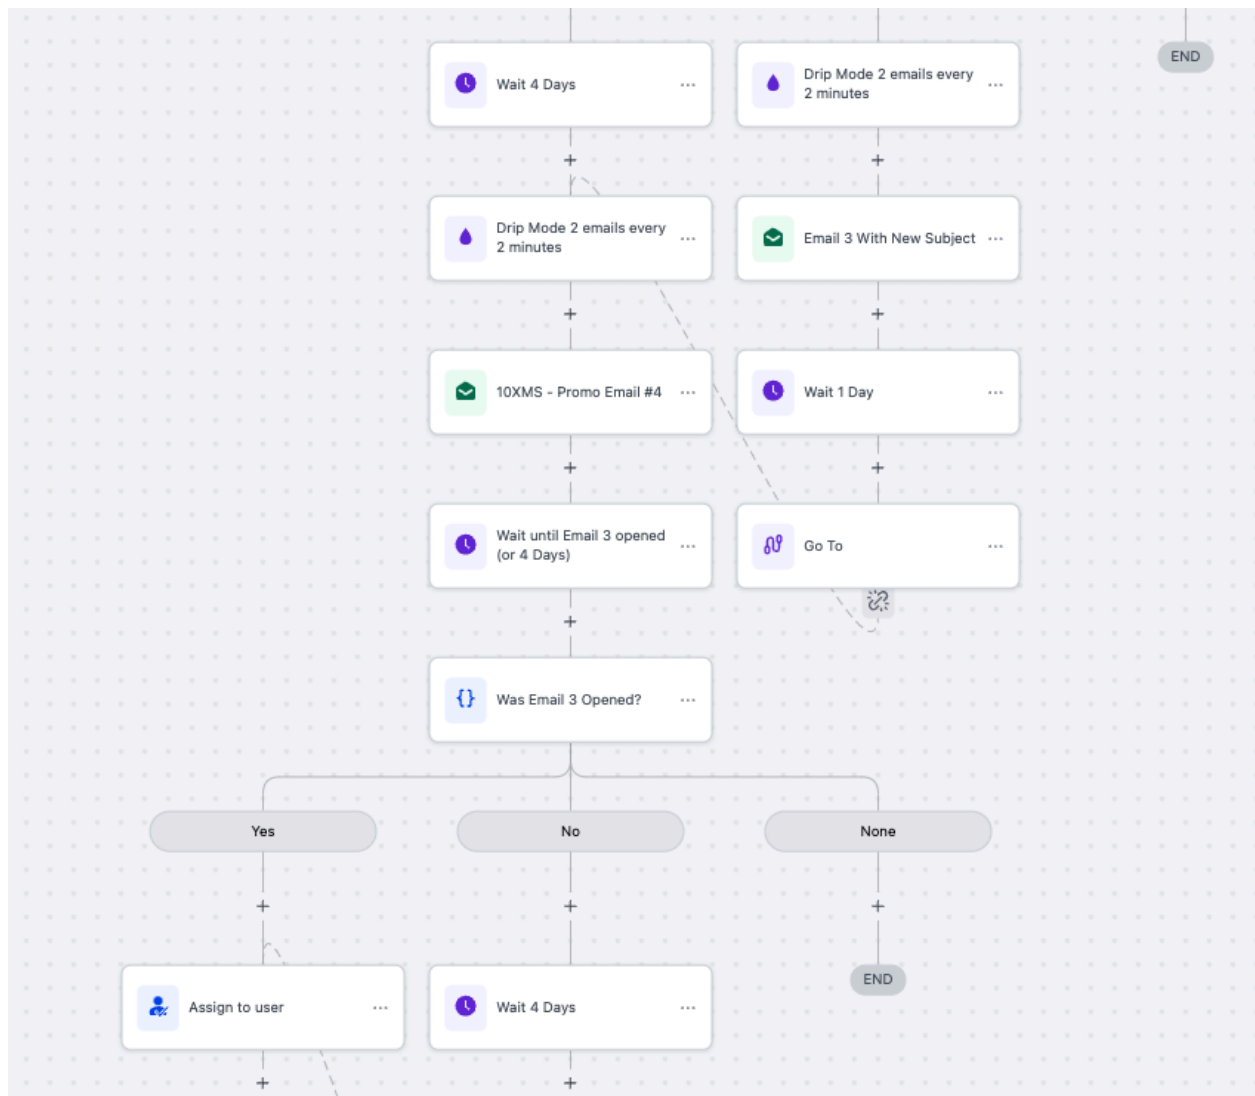 END
Wait 4 Days
Drip Mode 2 emails every
2 minutes
Drip Mode 2 emails every
2 minutes
Email 3 With New Subject
10XMS - Promo Email #4
Wait 1 Day
Wait until Email 3 opened
(or 4 Days)
Go To
Was Email 3 Opened?
Yes
No
None
Assign to user
Wait 4 Days
END